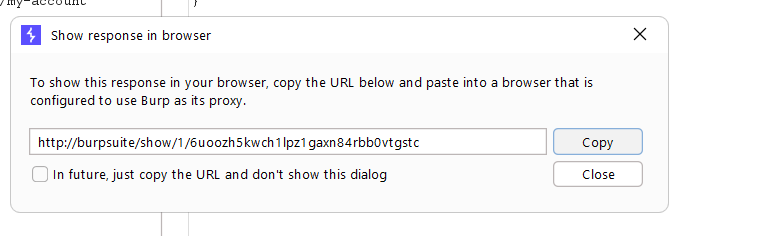 /my-account
}
Show response in browser
To show this response in your browser, copy the URL below and paste into a browser that is
configured to use Burp as its proxy.
http://burpsuite/show/1/6uoozh5kwch1lpz1gaxn84rbb0vtgstc
Copy
In future, just copy the URL and don't show this dialog
Close